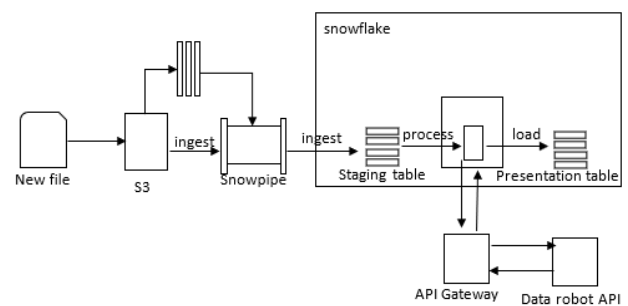 snowflake
New file
S3
ingest
Snowpipe
ingest
Staging table
process
load
Presentation table
API Gateway
Data robot API